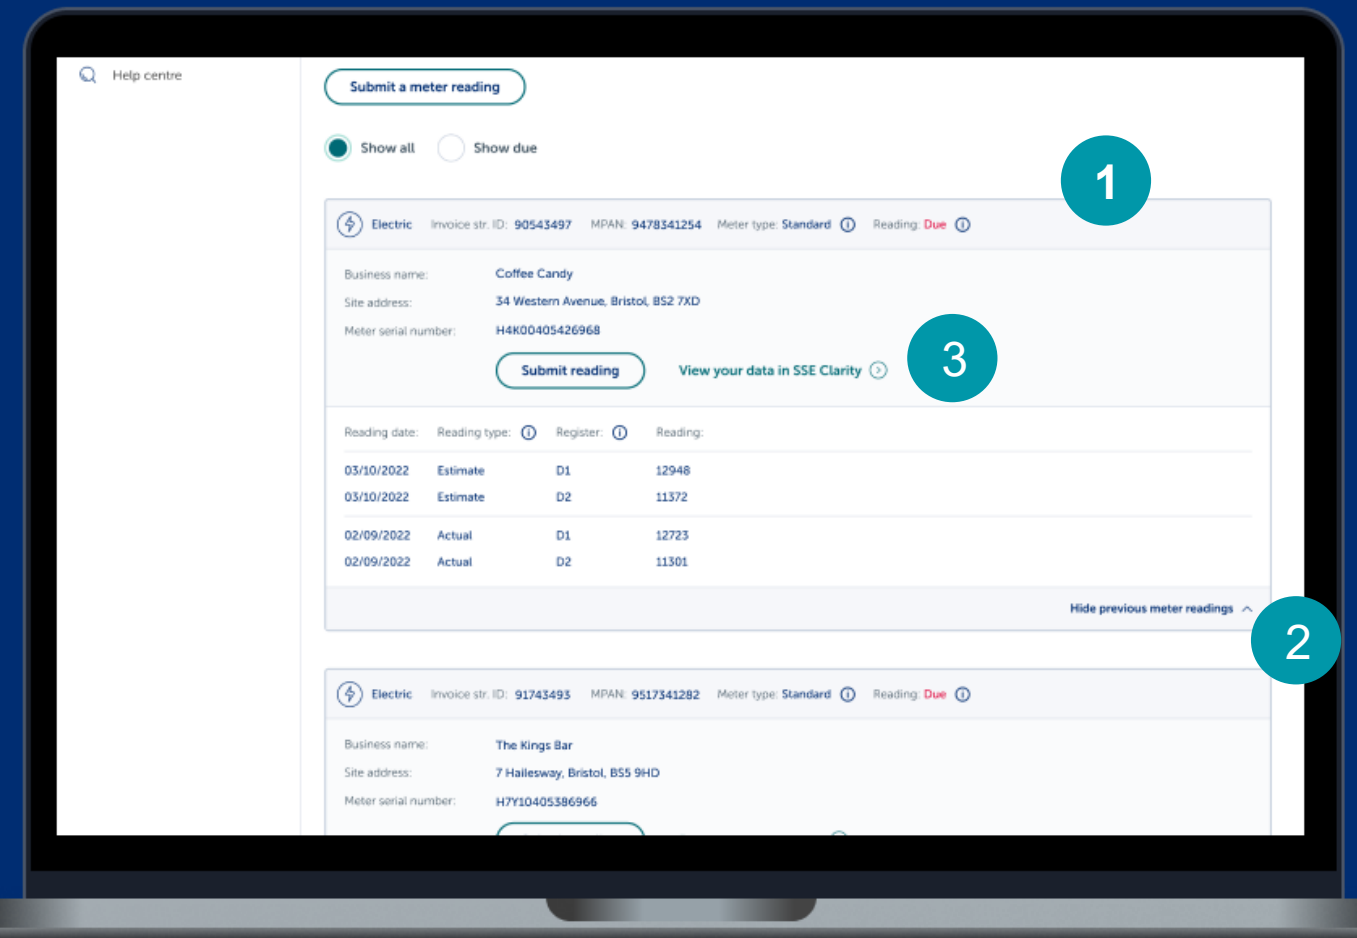 Help centre
Submit a meter reading
Show all Show due
1
Electric Invoice str. ID: 90543497 MPAN: 9478341254 Meter type: Standard Reading: Due
Business name: Coffee Candy
Site address: 34 Western Avenue, Bristol, BS2 7XD
Meter serial number: H4K00405426968
Submit reading View your data in SSE Clarity
3
Reading date: Reading type: Register: Reading:
03/10/2022 Estimate D1 12948
03/10/2022 Estimate D2 11372
02/09/2022 Actual D1 12723
02/09/2022 Actual D2 11301
Hide previous meter readings
2
Electric Invoice str. ID: 91743493 MPAN: 9517341282 Meter type: Standard Reading: Due
Business name: The Kings Bar
Site address: 7 Hailesway, Bristol, BS5 9HD
Meter serial number: H7Y10405386966